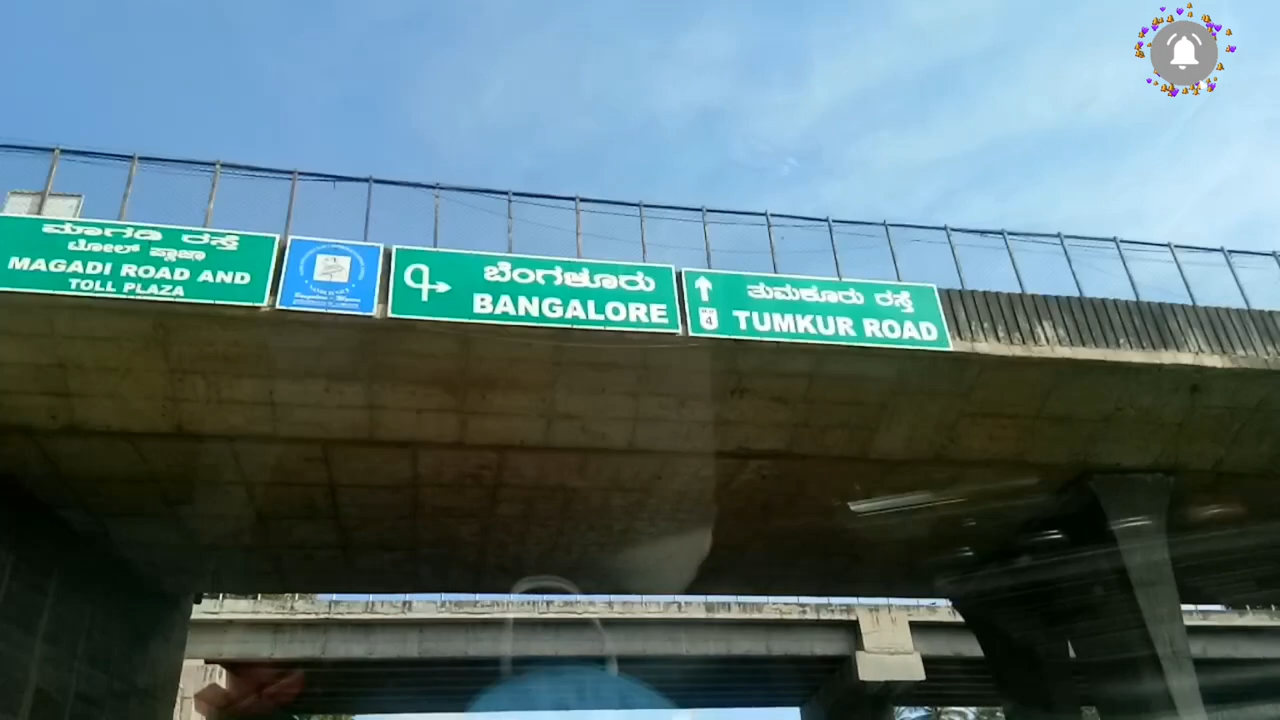 ಮಾಗಡಿ ರಸ್ತೆ
ಟೋಲ್ ಪ್ಲಾಜಾ
MAGADI ROAD AND
TOLL PLAZA
ಬೆಂಗಳೂರು
BANGALORE
ತುಮಕೂರು ರಸ್ತೆ
4
TUMKUR ROAD